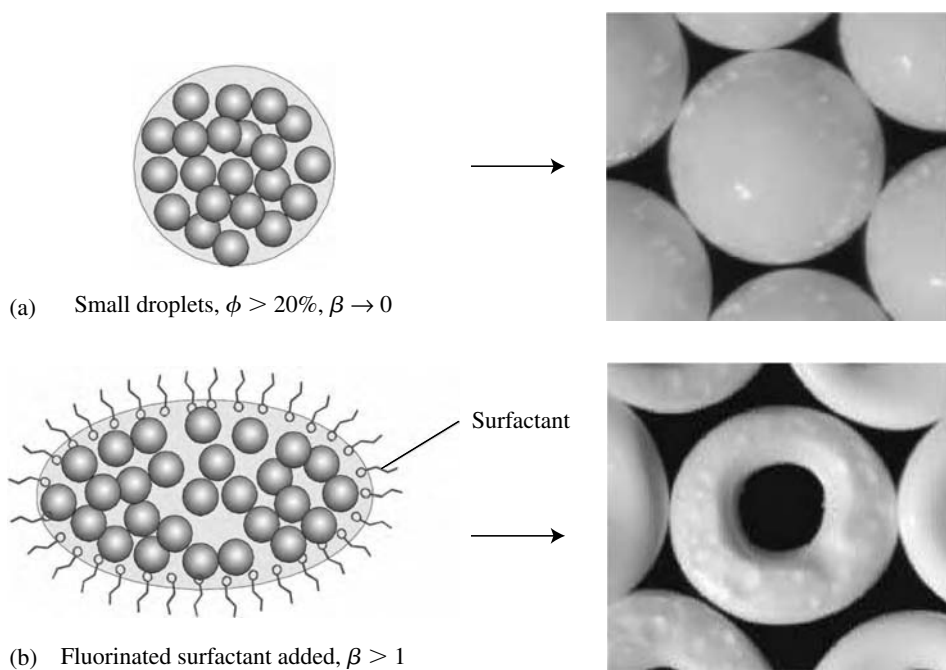 (a) Small droplets, ϕ > 20%, β → 0
Surfactant
(b) Fluorinated surfactant added, β > 1